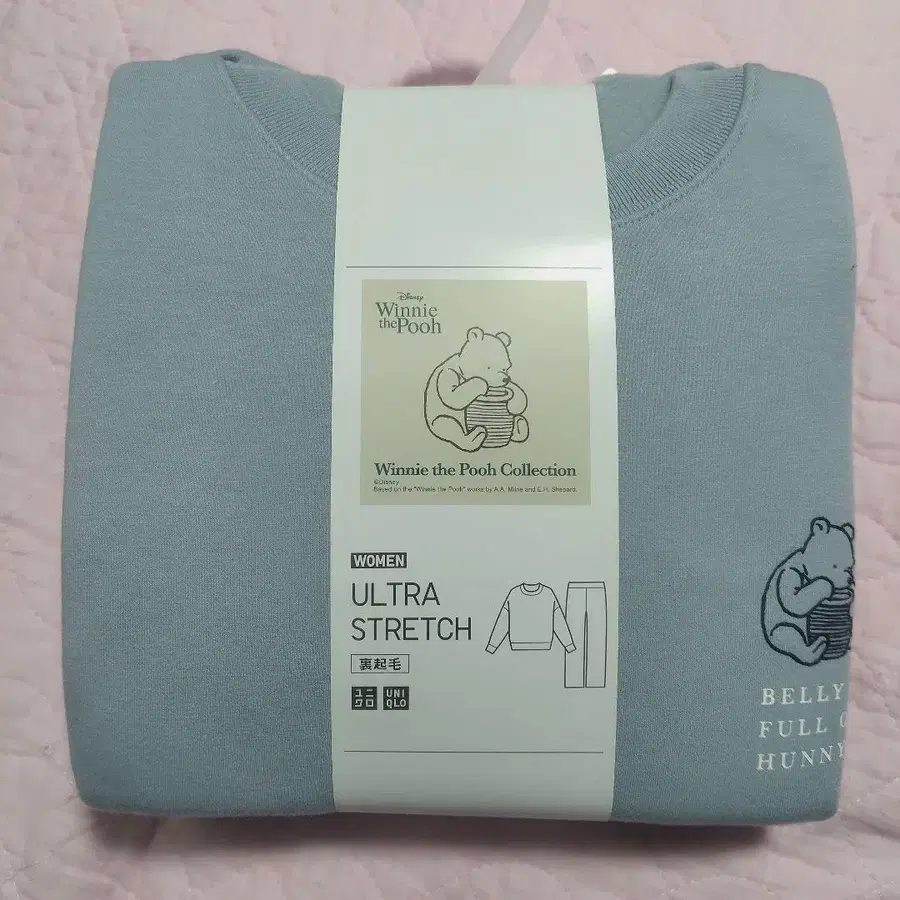 Disney
Winnie
the Pooh
Winnie the Pooh Collection
©Disney
Based on the "Winnie the Pooh" works by A.A. Milne and E.H. Shepard.
WOMEN
ULTRA
STRETCH
裏起毛
ユニ UNI
クロ QLO
BELLY
FULL
HUNNY